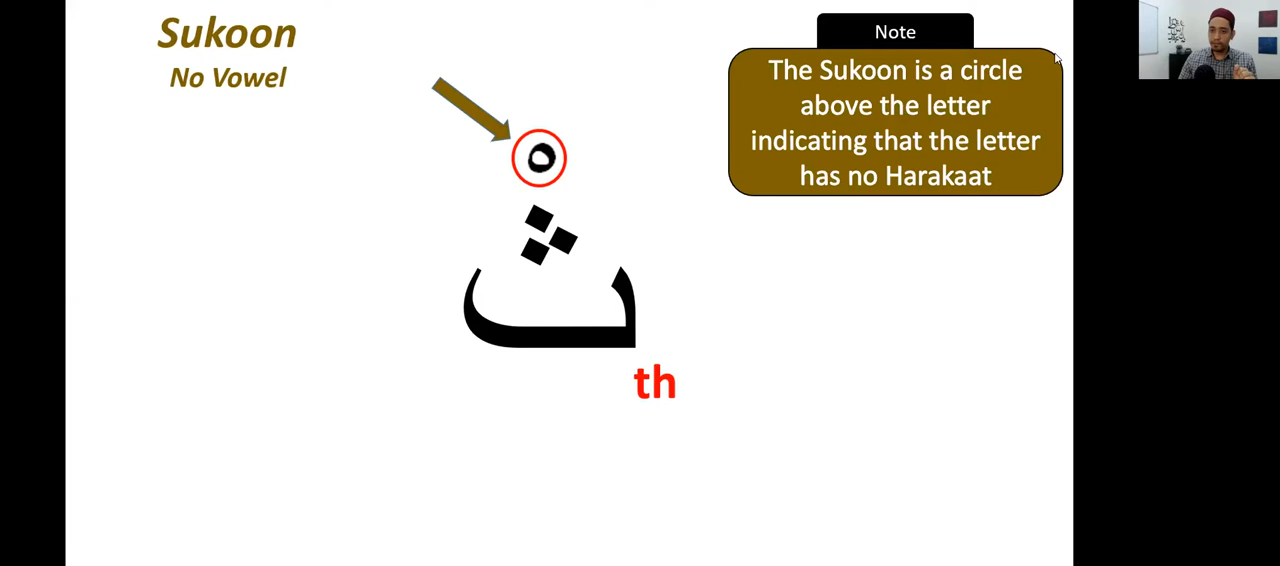 Sukoon
No Vowel
Note
The Sukoon is a circle
above the letter
indicating that the letter
has no Harakaat
ثْ
th